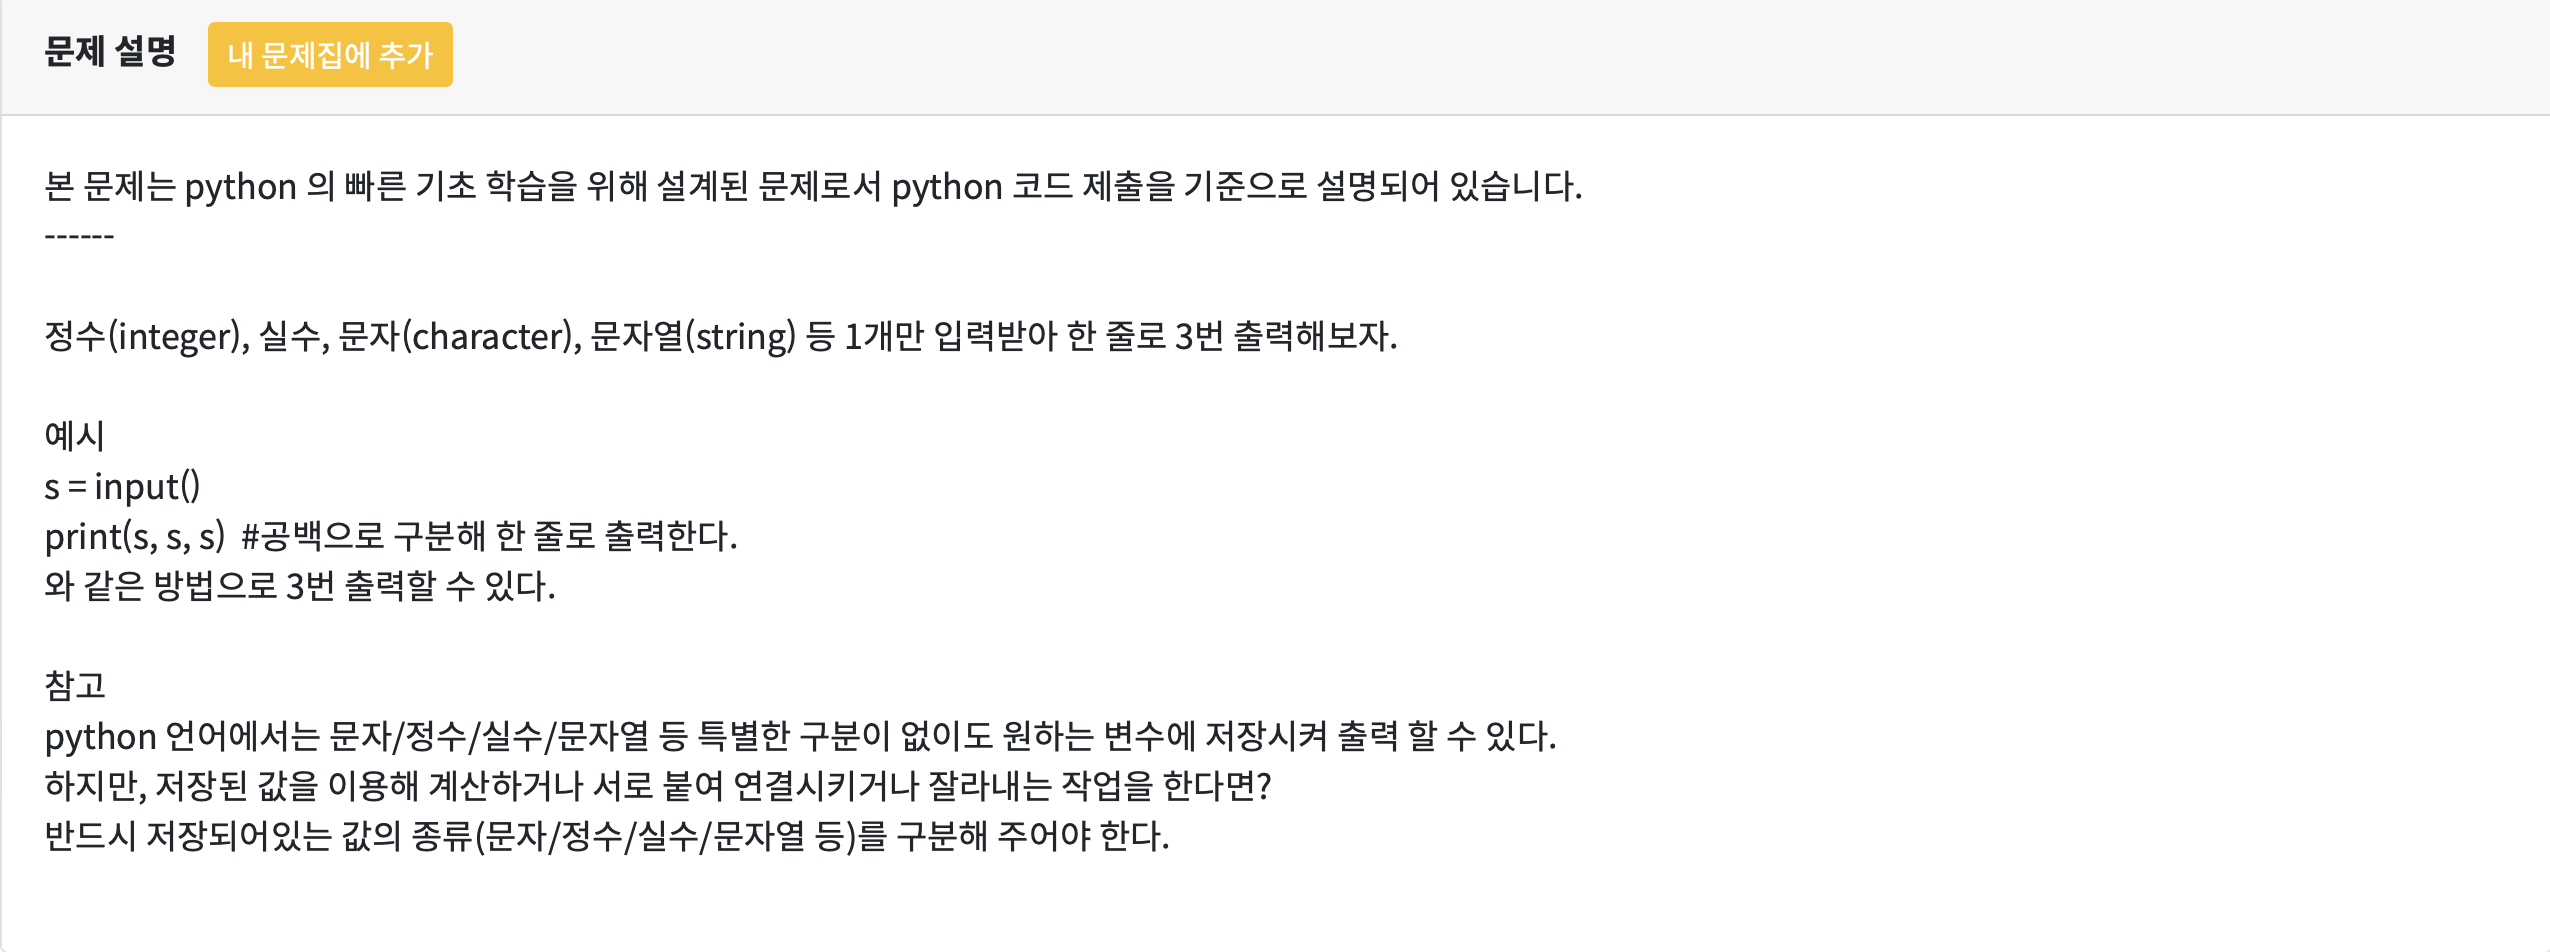 문제 설명
내 문제집에 추가
본 문제는 python 의 빠른 기초 학습을 위해 설계된 문제로서 python 코드 제출을 기준으로 설명되어 있습니다.
------
정수(integer), 실수, 문자(character), 문자열(string) 등 1개만 입력받아 한 줄로 3번 출력해보자.
예시
s = input()
print(s, s, s)  #공백으로 구분해 한 줄로 출력한다.
와 같은 방법으로 3번 출력할 수 있다.
참고
python 언어에서는 문자/정수/실수/문자열 등 특별한 구분이 없이도 원하는 변수에 저장시켜 출력 할 수 있다.
하지만, 저장된 값을 이용해 계산하거나 서로 붙여 연결시키거나 잘라내는 작업을 한다면?
반드시 저장되어있는 값의 종류(문자/정수/실수/문자열 등)를 구분해 주어야 한다.